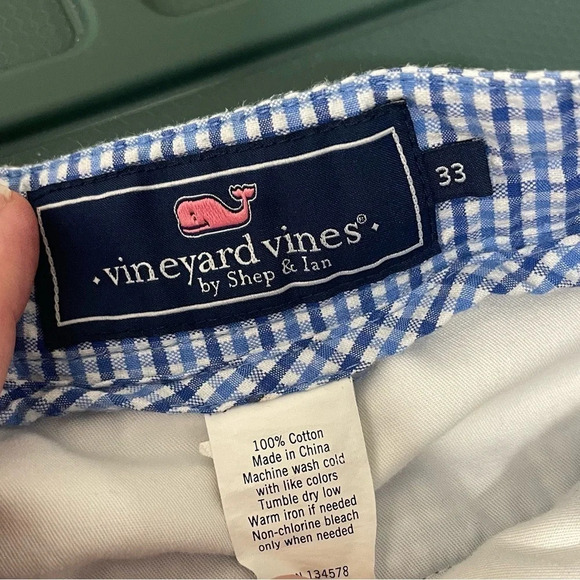 vineyard vines®
by Shep & Ian
33
100% Cotton
Made in China
Machine wash cold
with like colors
Tumble dry low
Warm iron if needed
Non-chlorine bleach
only when needed
134578